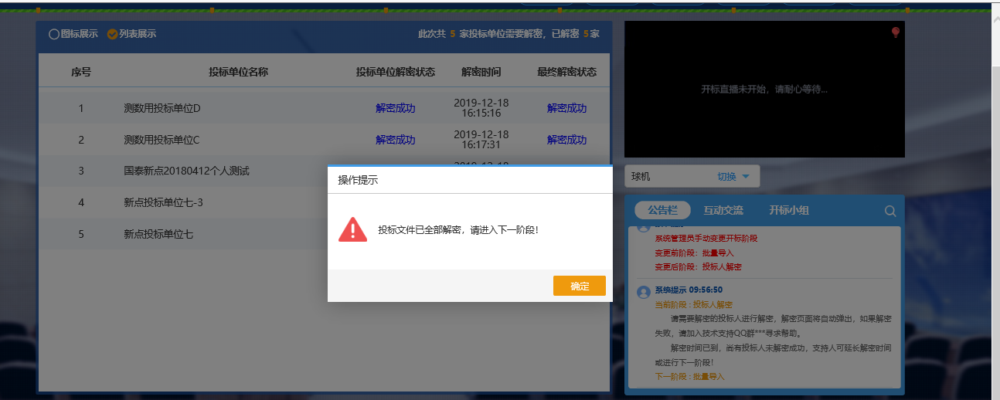 图标展示 列表展示 此次共 5 家投标单位需要解密，已解密 5 家
序号 投标单位名称 投标单位解密状态 解密时间 最终解密状态
1 测数用投标单位D 解密成功 2019-12-18 16:15:16 解密成功
2 测数用投标单位C 解密成功 2019-12-18 16:17:31 解密成功
3 国泰新点20180412个人测试
4 新点投标单位七-3
5 新点投标单位七
操作提示
投标文件已全部解密，请进入下一阶段！
确定
开标直播未开始，请耐心等待...
球机 切换
公告栏 互动交流 开标小组
系统管理员手动变更开标阶段
变更前阶段：批量导入
变更后阶段：投标人解密
系统提示 09:56:50
当前阶段 : 投标人解密
请需要解密的投标人进行解密，解密页面将自动弹出，如果解密
失败，请加入技术支持QQ群***寻求帮助。
解密时间已到，尚有投标人未解密成功，支持人可延长解密时间
或进行下一阶段！
下一阶段 : 批量导入